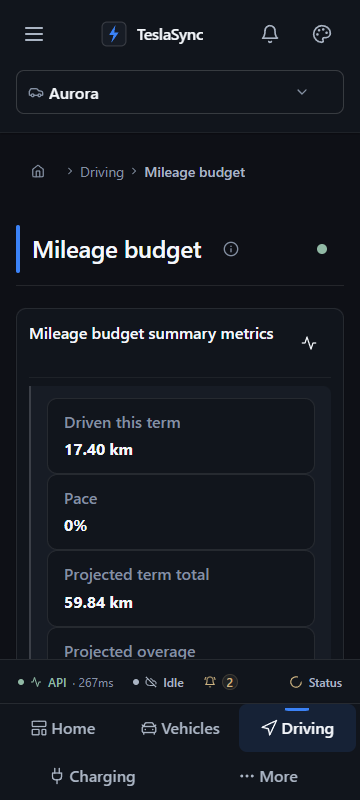 TeslaSync
Aurora
Driving
Mileage budget
Mileage budget
Mileage budget summary metrics
Driven this term
17.40 km
Pace
0%
Projected term total
59.84 km
Projected overage
API · 267ms
Idle
2
Status
Home
Vehicles
Driving
Charging
More